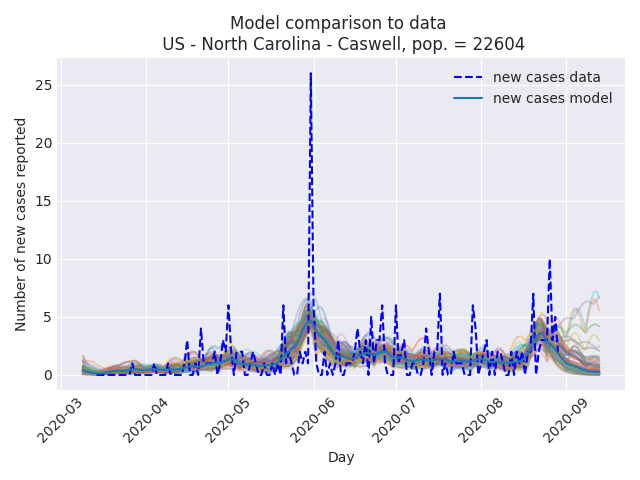 Model comparison to data
US - North Carolina - Caswell, pop. = 22604
new cases data
new cases model
Number of new cases reported
25
20
15
10
5
0
2020-03
2020-04
2020-05
2020-06
2020-07
2020-08
2020-09
Day